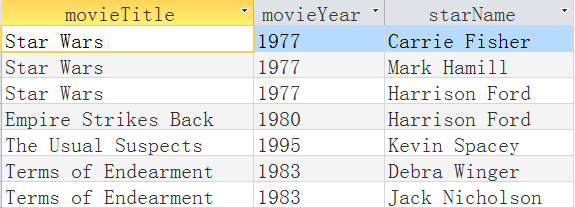 movieTitle movieYear starName
Star Wars 1977 Carrie Fisher
Star Wars 1977 Mark Hamill
Star Wars 1977 Harrison Ford
Empire Strikes Back 1980 Harrison Ford
The Usual Suspects 1995 Kevin Spacey
Terms of Endearment 1983 Debra Winger
Terms of Endearment 1983 Jack Nicholson